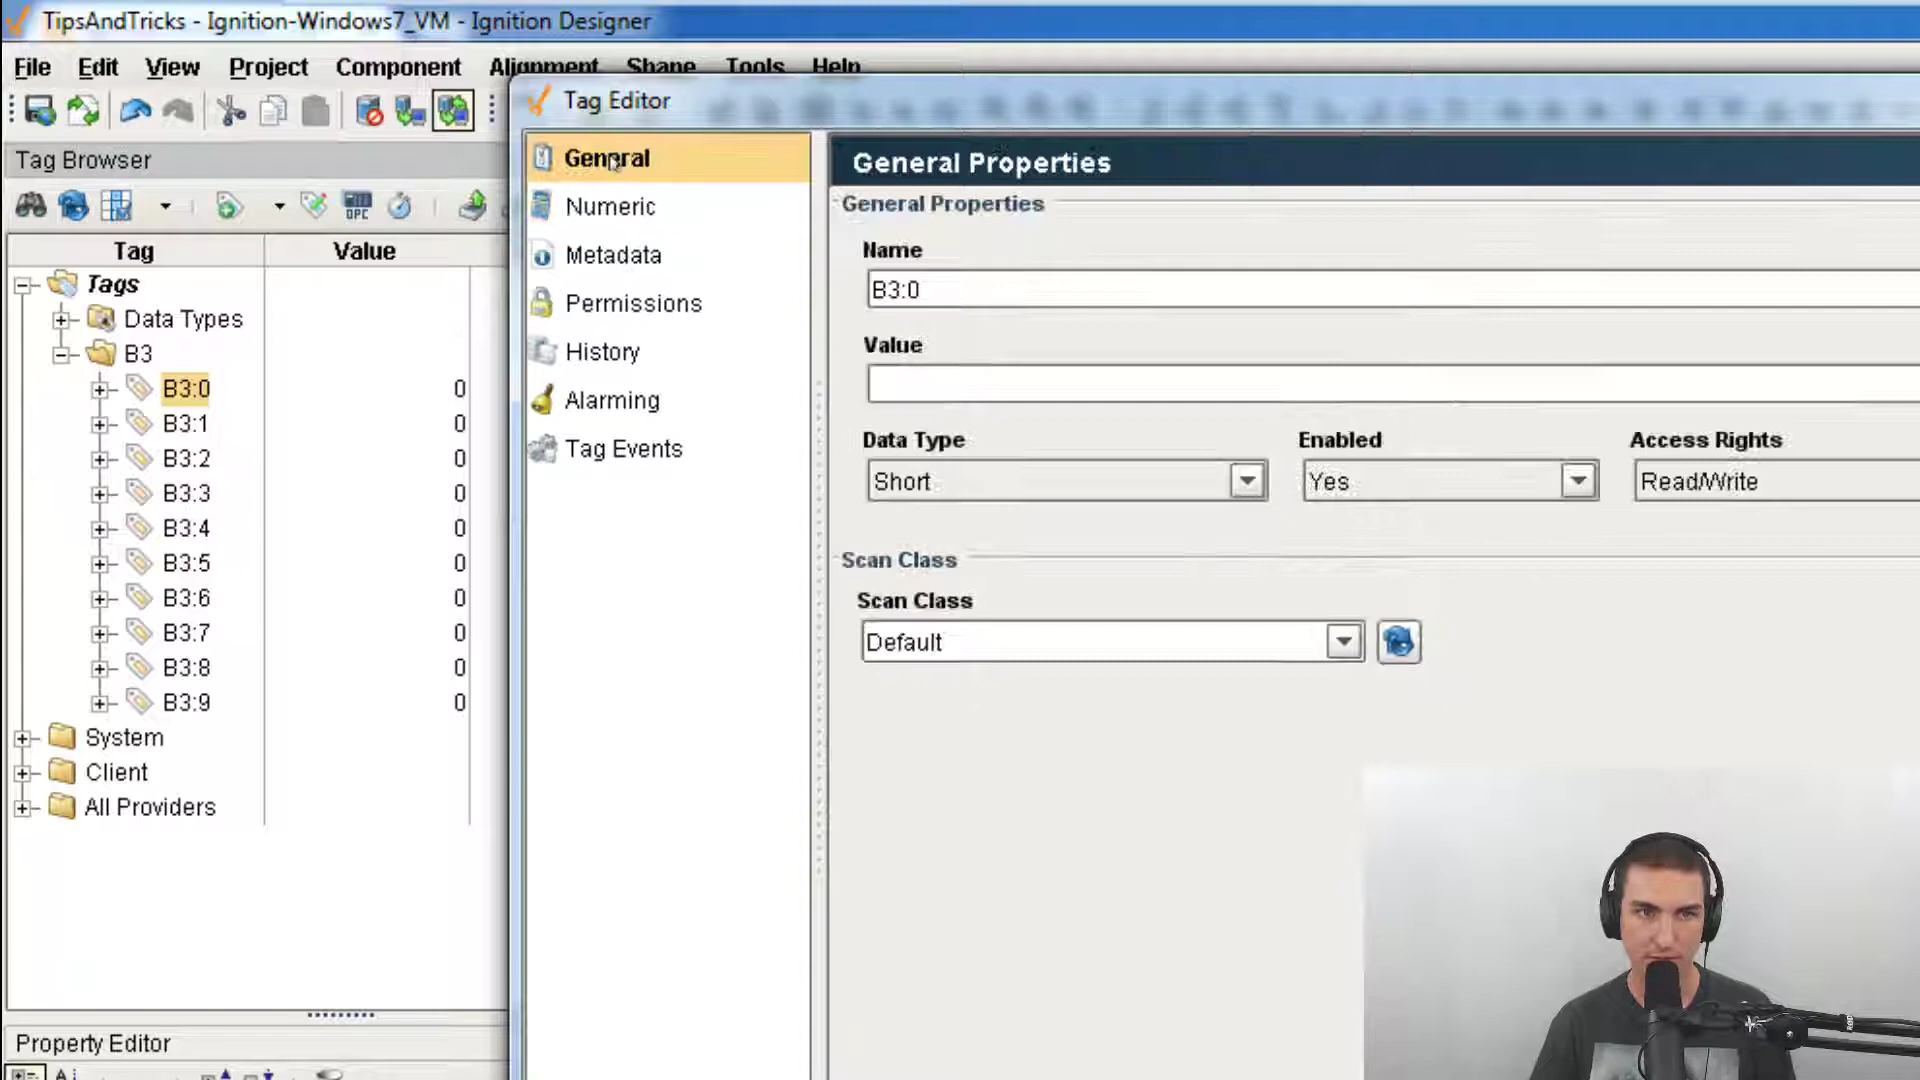 TipsAndTricks - Ignition-Windows7_VM - Ignition Designer
File Edit View Project Component Alignment Shape Tools Help
Tag Editor
Tag Browser
OPC
Tag Value
Tags
Data Types
B3
B3:0 0
B3:1 0
B3:2 0
B3:3 0
B3:4 0
B3:5 0
B3:6 0
B3:7 0
B3:8 0
B3:9 0
System
Client
All Providers
Property Editor
General
Numeric
Metadata
Permissions
History
Alarming
Tag Events
General Properties
General Properties
Name
B3:0
Value
Data Type Enabled Access Rights
Short Yes Read/Write
Scan Class
Scan Class
Default